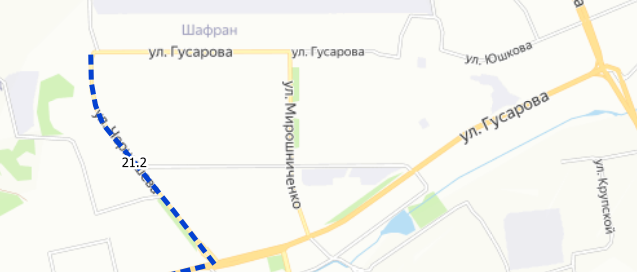 Шафран
ул. Гусарова
ул. Гусарова
ул. Юшкова
ул. Гусарова
ул. Мирошниченко
21:2
ул. Крупской